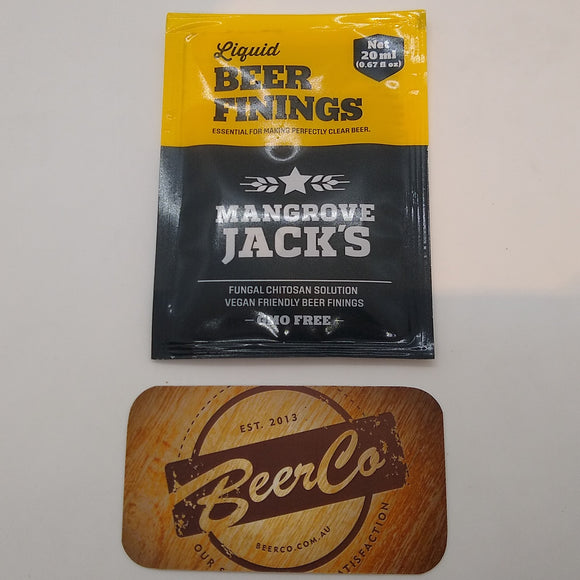 Liquid
BEER
FININGS
ESSENTIAL FOR MAKING PERFECTLY CLEAR BEER.
Net
20 ml
(0.67 fl oz)
MANGROVE
JACK'S
FUNGAL CHITOSAN SOLUTION
VEGAN FRIENDLY BEER FININGS
GMO FREE
EST. 2013
BeerCo
BEERCO.COM.AU
OUR